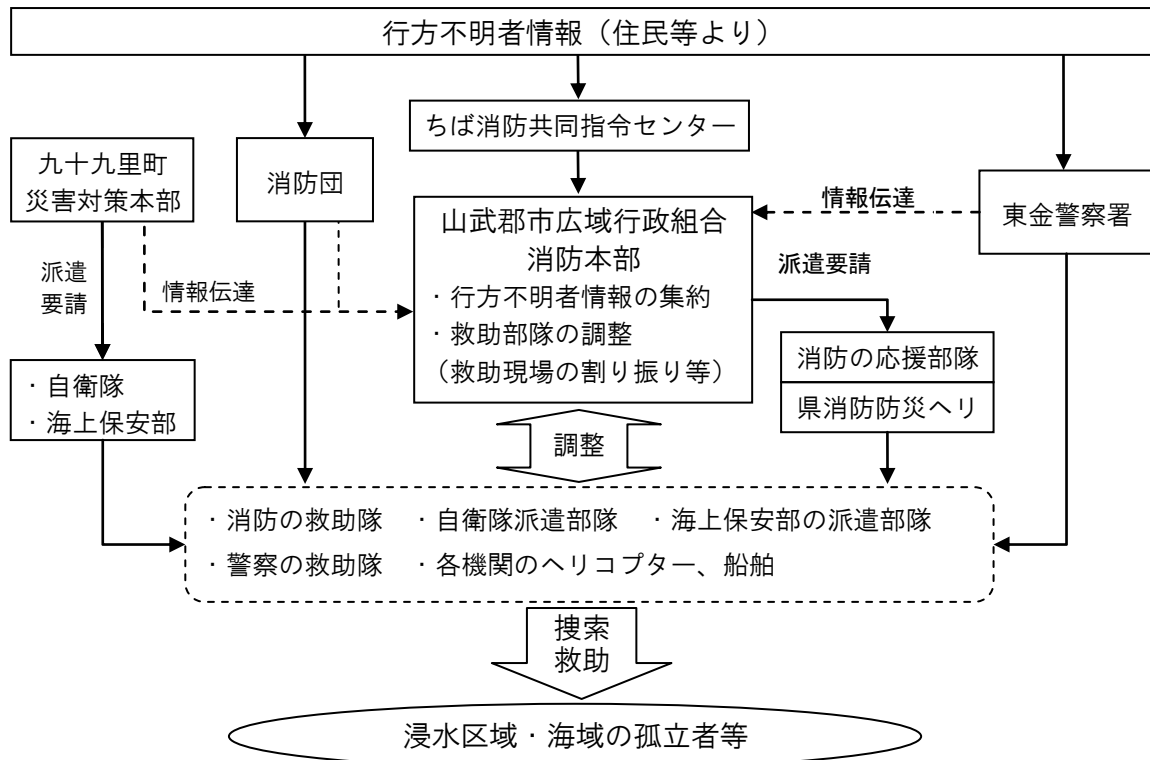 行方不明者情報（住民等より）
ちば消防共同指令センター
九十九里町
災害対策本部
消防団
山武郡市広域行政組合
消防本部
・行方不明者情報の集約
・救助部隊の調整
（救助現場の割り振り等）
情報伝達
東金警察署
派遣
要請
情報伝達
派遣要請
・自衛隊
・海上保安部
消防の応援部隊
県消防防災ヘリ
調整
・消防の救助隊　・自衛隊派遣部隊　・海上保安部の派遣部隊
・警察の救助隊　・各機関のヘリコプター、船舶
捜索
救助
浸水区域・海域の孤立者等